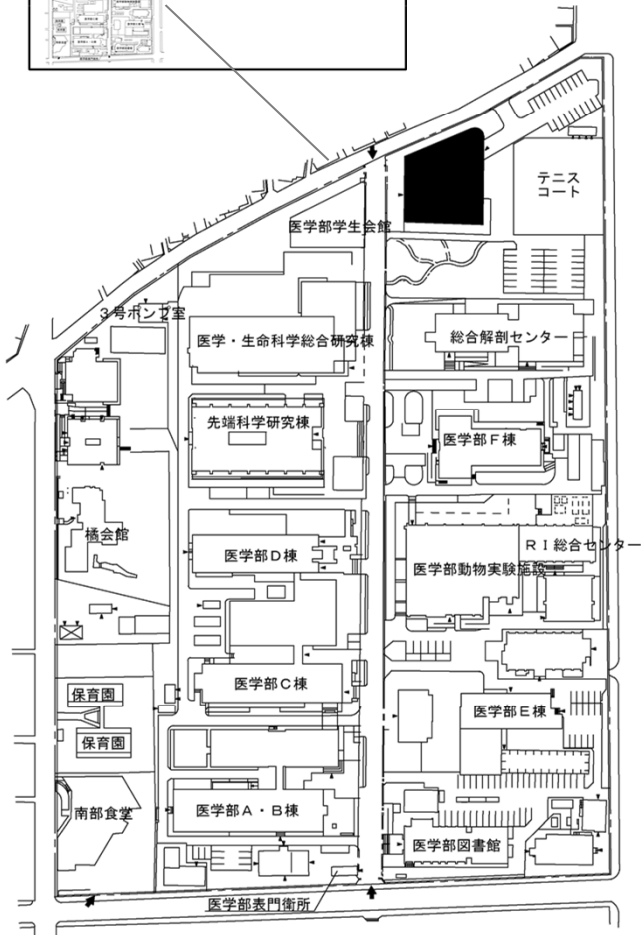 テニス
コート
医学部学生会館
3号ポンプ室
医学・生命科学総合研究棟
総合解剖センター
先端科学研究棟
医学部F棟
橘会館
医学部D棟
RI総合センター
医学部動物実験施設
医学部C棟
保育園
医学部E棟
保育園
南部食堂
医学部A・B棟
医学部図書館
医学部表門衛所